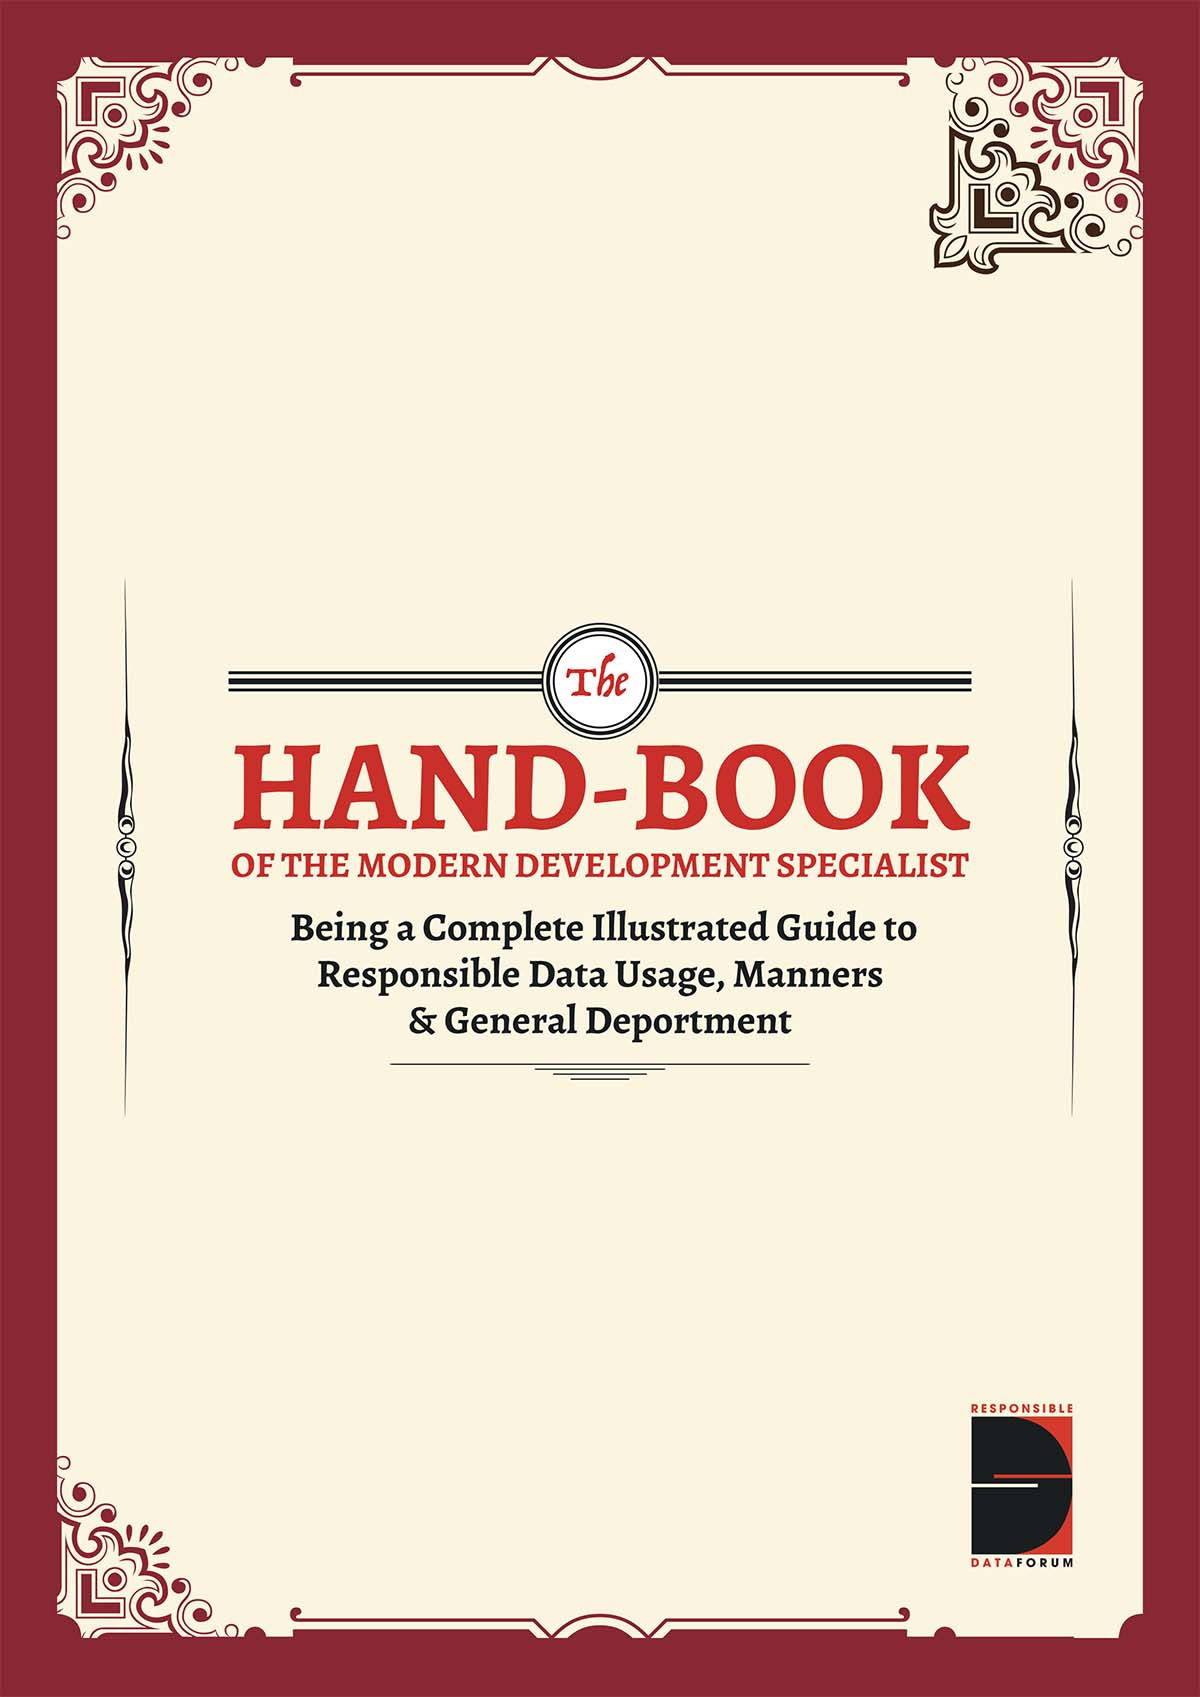 The
HAND-BOOK
OF THE MODERN DEVELOPMENT SPECIALIST
Being a Complete Illustrated Guide to
Responsible Data Usage, Manners
& General Deportment
RESPONSIBLE
DATAFORUM